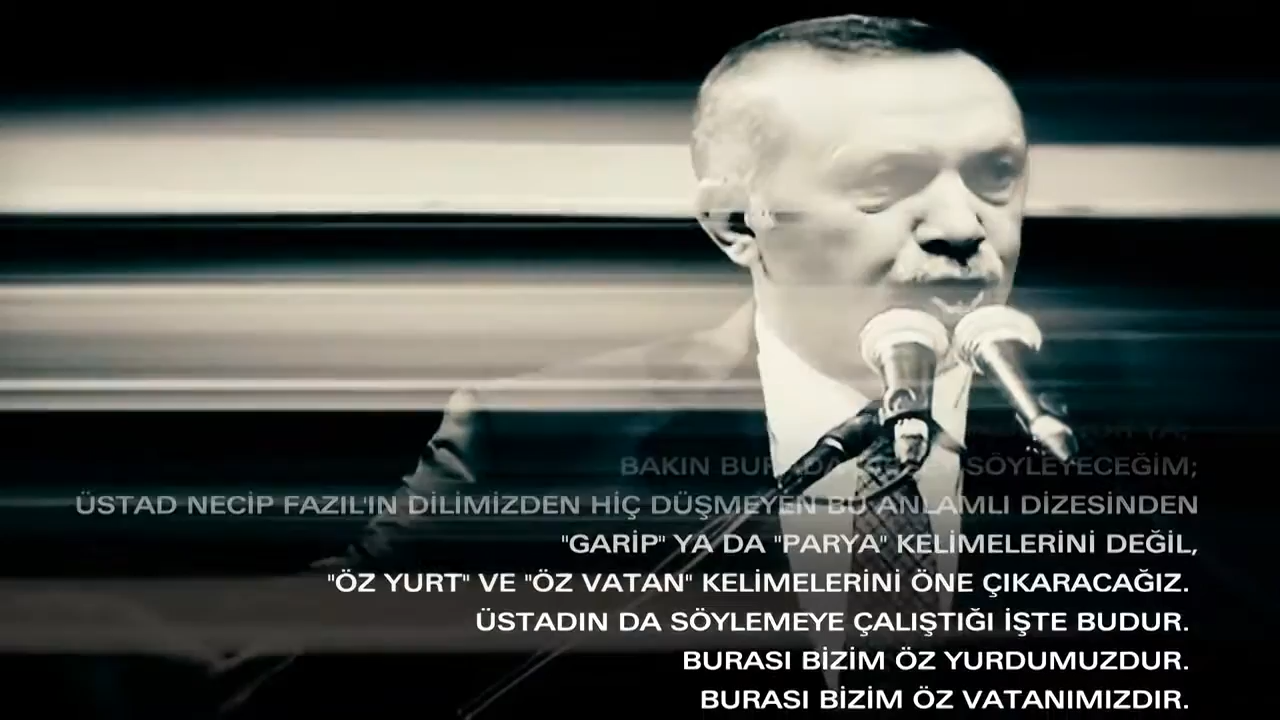 BAKIN BURADA SÖYLEYECEĞİM;
ÜSTAD NECİP FAZIL'IN DİLİMİZDEN HİÇ DÜŞMEYEN BU ANLAMLI DİZESİNDEN
"GARİP" YA DA "PARYA" KELİMELERİNİ DEĞİL,
"ÖZ YURT" VE "ÖZ VATAN" KELİMELERİNİ ÖNE ÇIKARACAĞIZ.
ÜSTADIN DA SÖYLEMEYE ÇALIŞTIĞI İŞTE BUDUR.
BURASI BİZİM ÖZ YURDUMUZDUR.
BURASI BİZİM ÖZ VATANIMIZDIR.